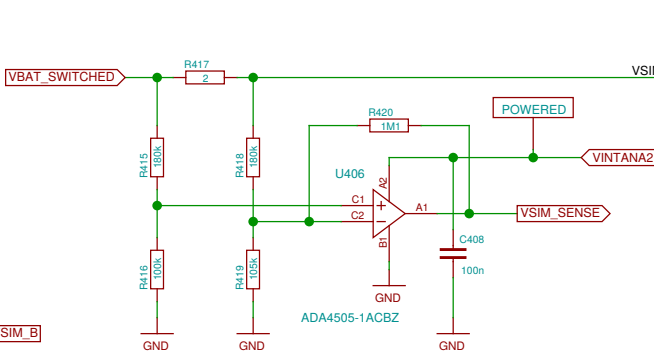 VBAT_SWITCHED
R417
2
VSI
R420
1M1
POWERED
VINTANA2
R415
180k
R418
180k
U406
A2
C1
C2
A1
B1
VSIM_SENSE
R416
100k
R419
105k
C408
100n
GND
ADA4505-1ACBZ
SIM_B
GND
GND
GND